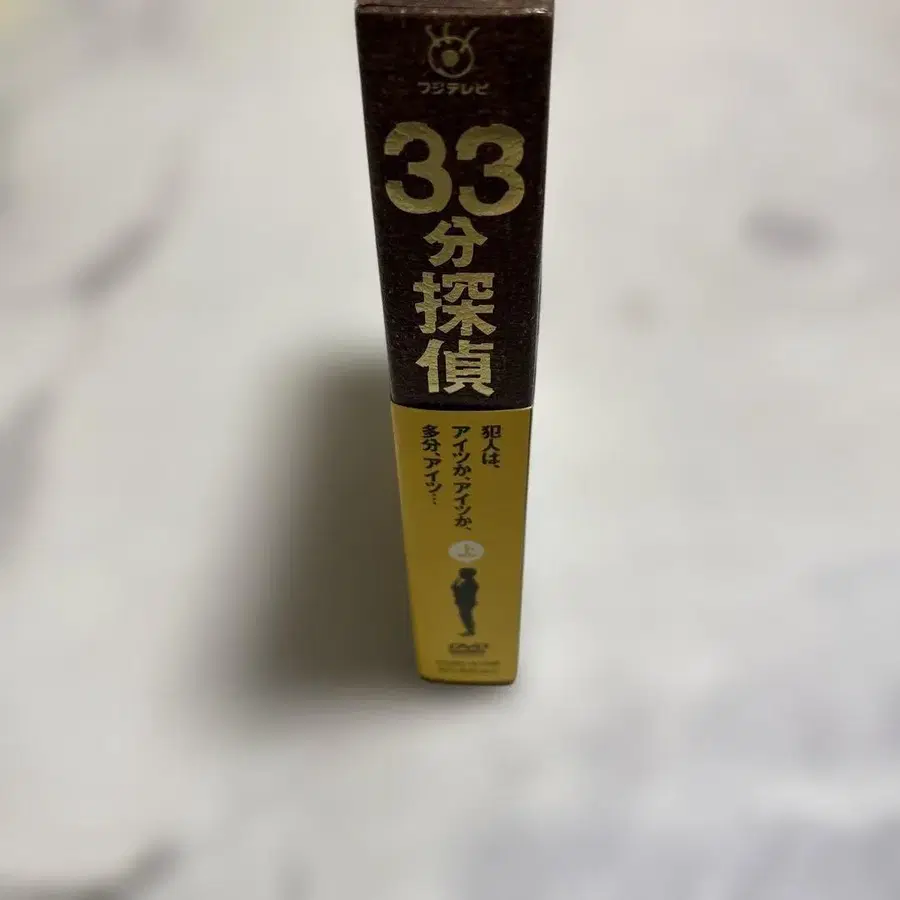 フジテレビ
33
分
探
偵
犯人は、
アイツか、アイツか、
多分、アイツ…
上
DVD